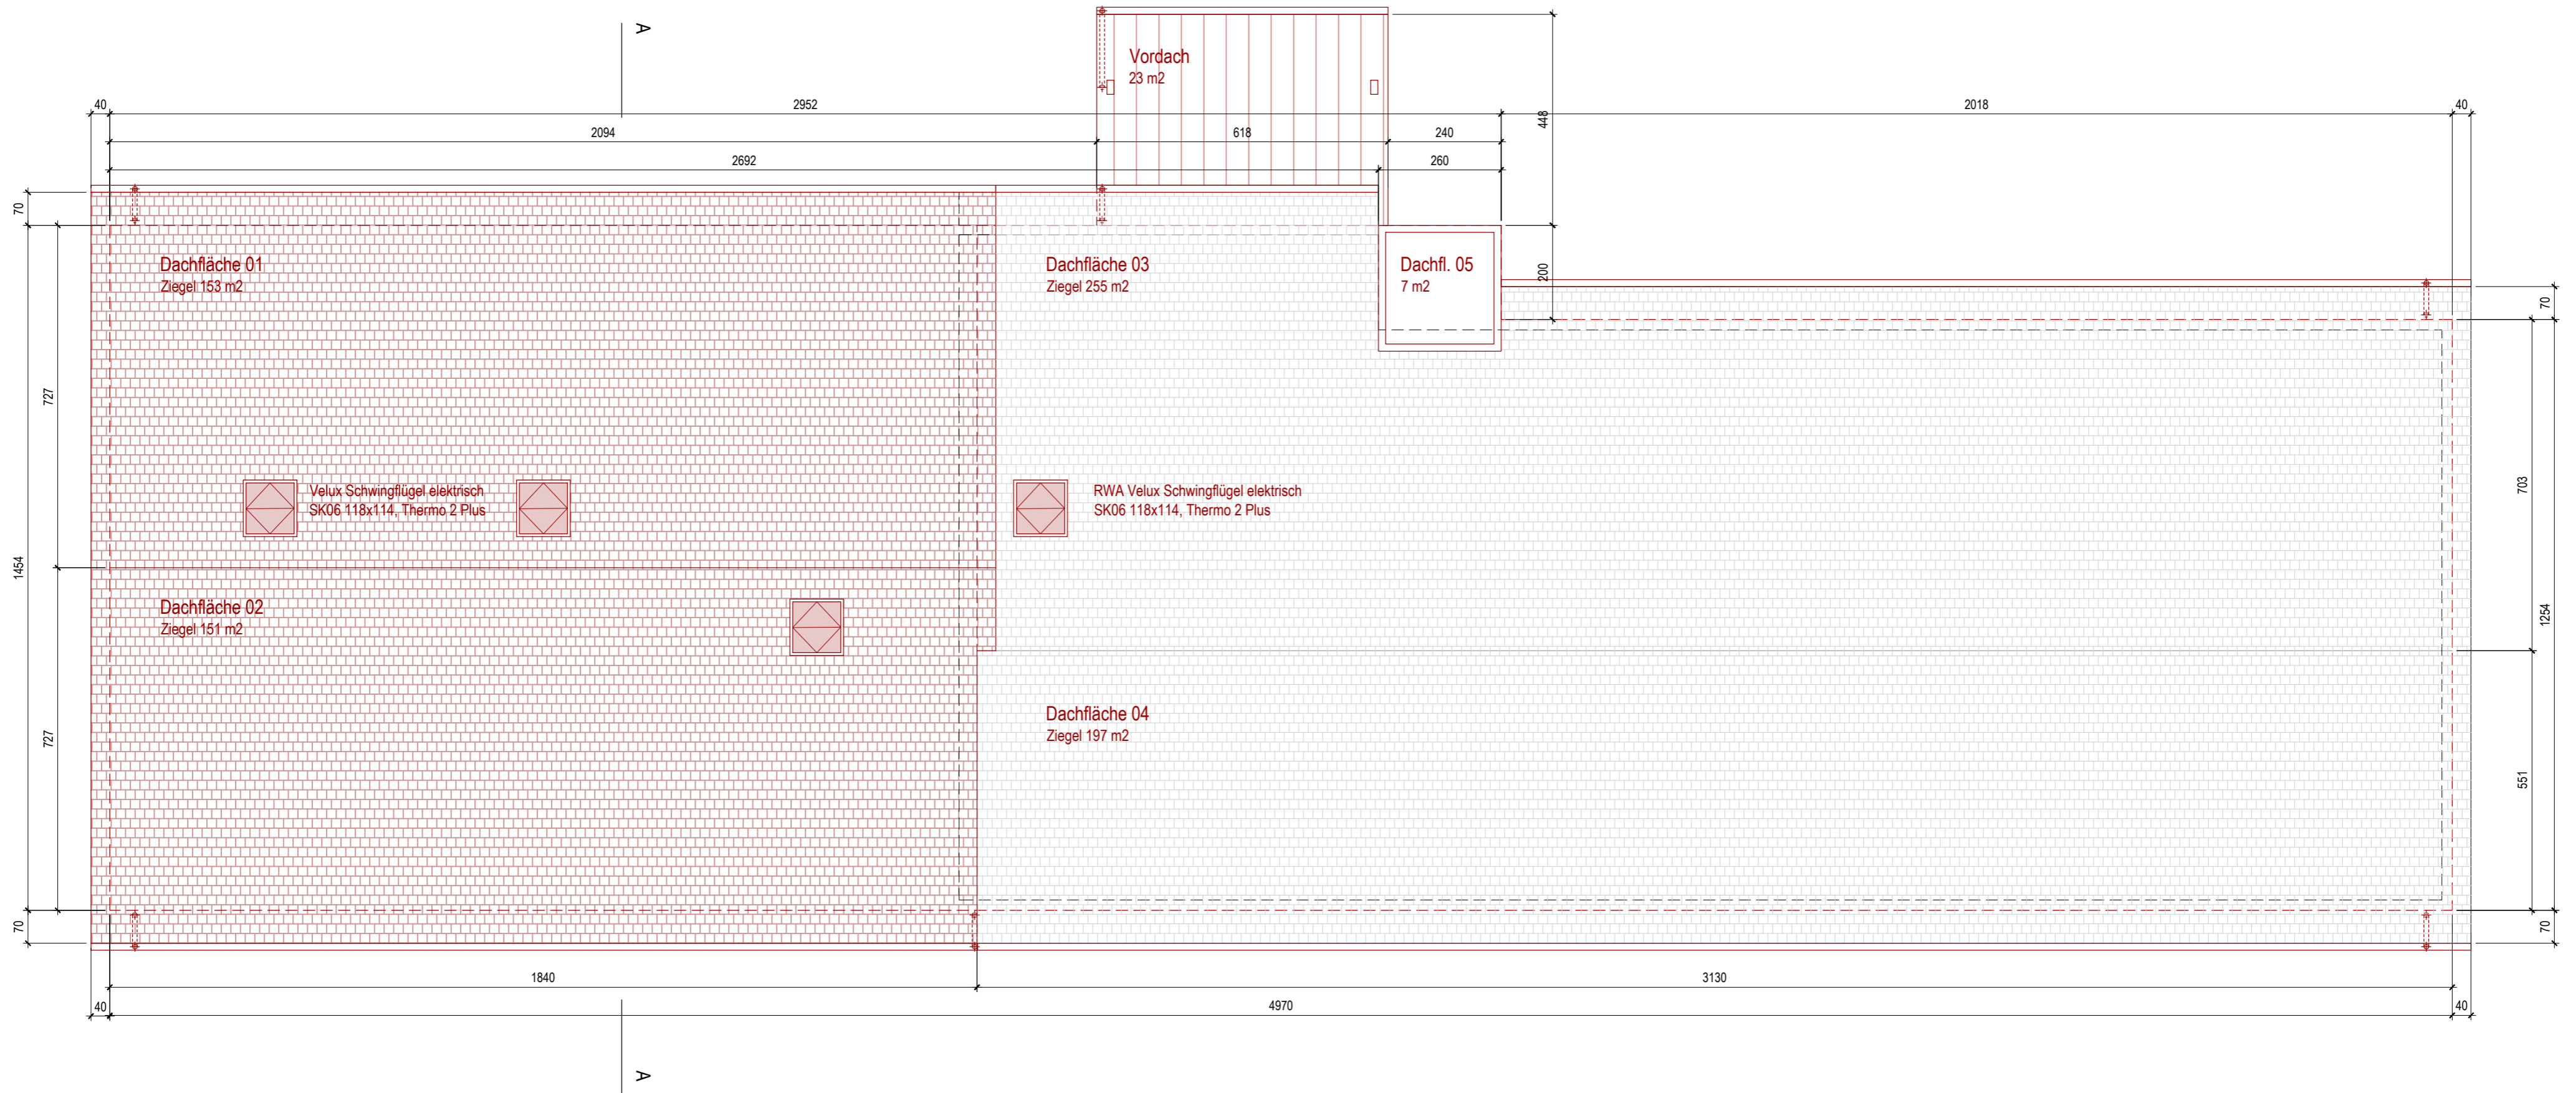 A
Vordach
23 m2
40
2952
2018
40
448
2094
618
240
2692
260
70
Dachfläche 01
Ziegel 153 m2
Dachfläche 03
Ziegel 255 m2
Dachfl. 05
7 m2
200
70
727
Velux Schwingflügel elektrisch
SK06 118x114, Thermo 2 Plus
RWA Velux Schwingflügel elektrisch
SK06 118x114, Thermo 2 Plus
703
1454
Dachfläche 02
Ziegel 151 m2
1254
Dachfläche 04
Ziegel 197 m2
727
551
70
70
1840
3130
40
4970
40
A